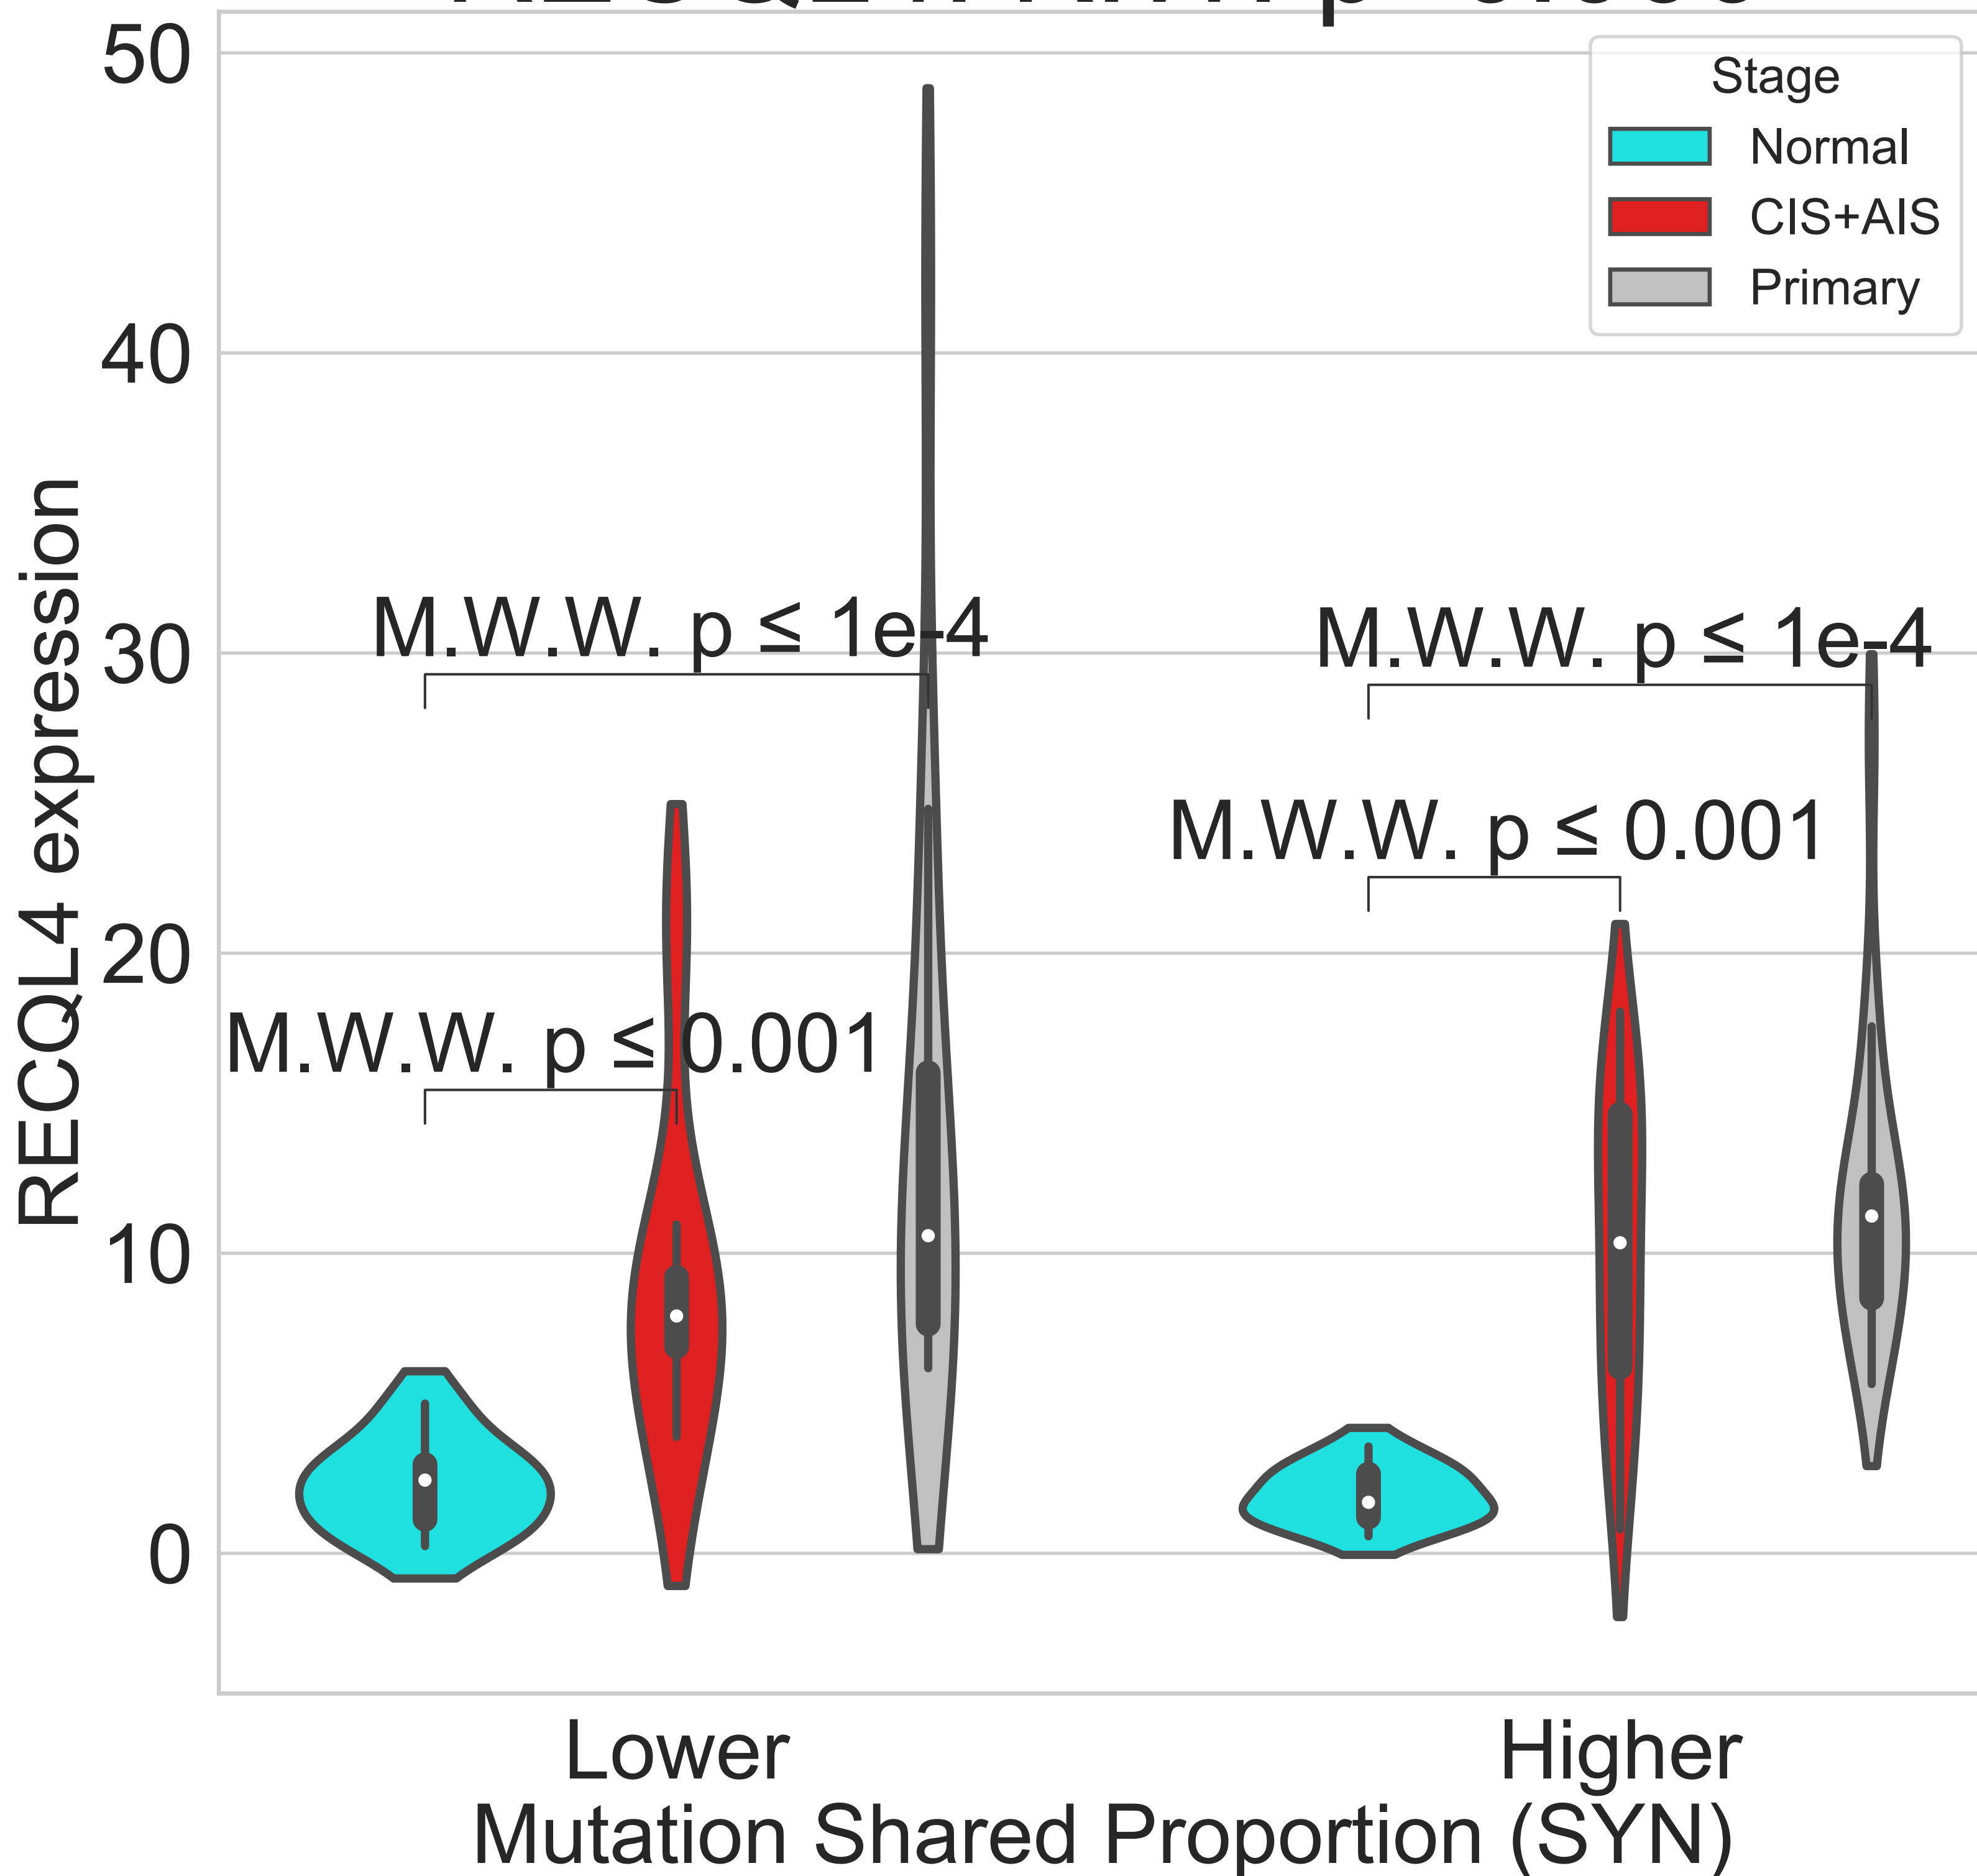 50
40
30
20
10
0
RECQL4 expression
Stage
Normal
CIS+AIS
Primary
M.W.W. p ≤ 1e-4
M.W.W. p ≤ 1e-4
M.W.W. p ≤ 0.001
M.W.W. p ≤ 0.001
Lower
Higher
Mutation Shared Proportion (SYN)